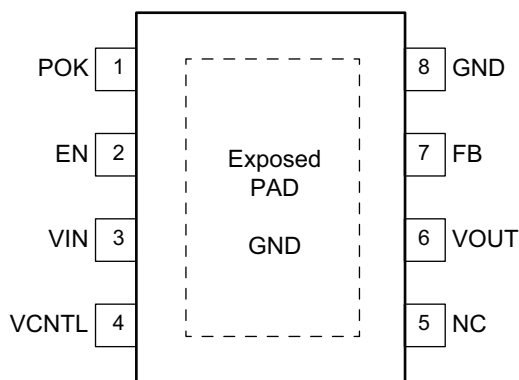 POK 1
8 GND
EN 2
Exposed
PAD
7 FB
VIN 3
GND
6 VOUT
VCNTL 4
5 NC